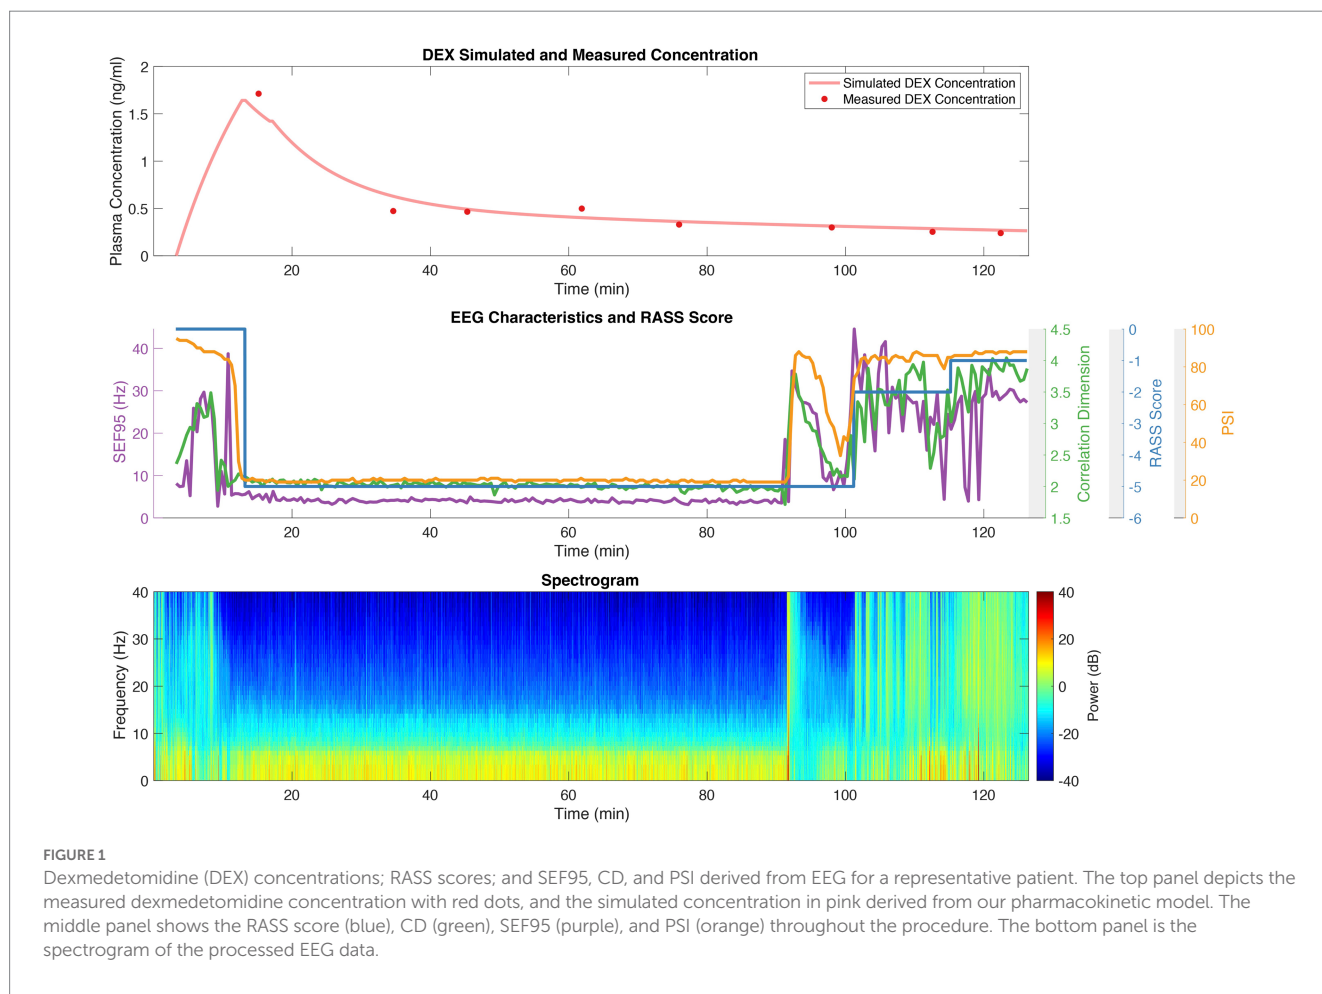 DEX Simulated and Measured Concentration
Plasma Concentration (ng/ml)
2
1.5
1
0.5
0
Simulated DEX Concentration
Measured DEX Concentration
20 40 60 80 100 120
Time (min)
EEG Characteristics and RASS Score
SEF95 (Hz)
40
30
20
10
0
20 40 60 80 100 120
Time (min)
4.5
4
3.5
3
2.5
2
1.5
Correlation Dimension
0
-1
-2
-3
-4
-5
-6
RASS Score
100
80
60
40
20
0
PSI
Spectrogram
Frequency (Hz)
40
30
20
10
0
20 40 60 80 100 120
Time (min)
40
20
0
-20
-40
Power (dB)
FIGURE 1
Dexmedetomidine (DEX) concentrations; RASS scores; and SEF95, CD, and PSI derived from EEG for a representative patient. The top panel depicts the
measured dexmedetomidine concentration with red dots, and the simulated concentration in pink derived from our pharmacokinetic model. The
middle panel shows the RASS score (blue), CD (green), SEF95 (purple), and PSI (orange) throughout the procedure. The bottom panel is the
spectrogram of the processed EEG data.